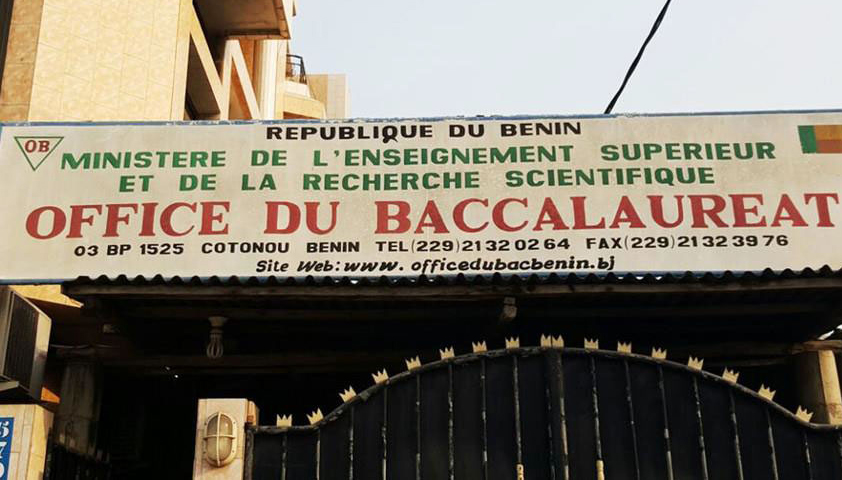 REPUBLIQUE DU BENIN
OB
MINISTERE DE L'ENSEIGNEMENT SUPERIEUR
ET DE LA RECHERCHE SCIENTIFIQUE
OFFICE DU BACCALAUREAT
03 BP 1525 COTONOU BENIN TEL(229)21320264 FAX(229)21323976
Site Web:www.officedubacbenin.bj